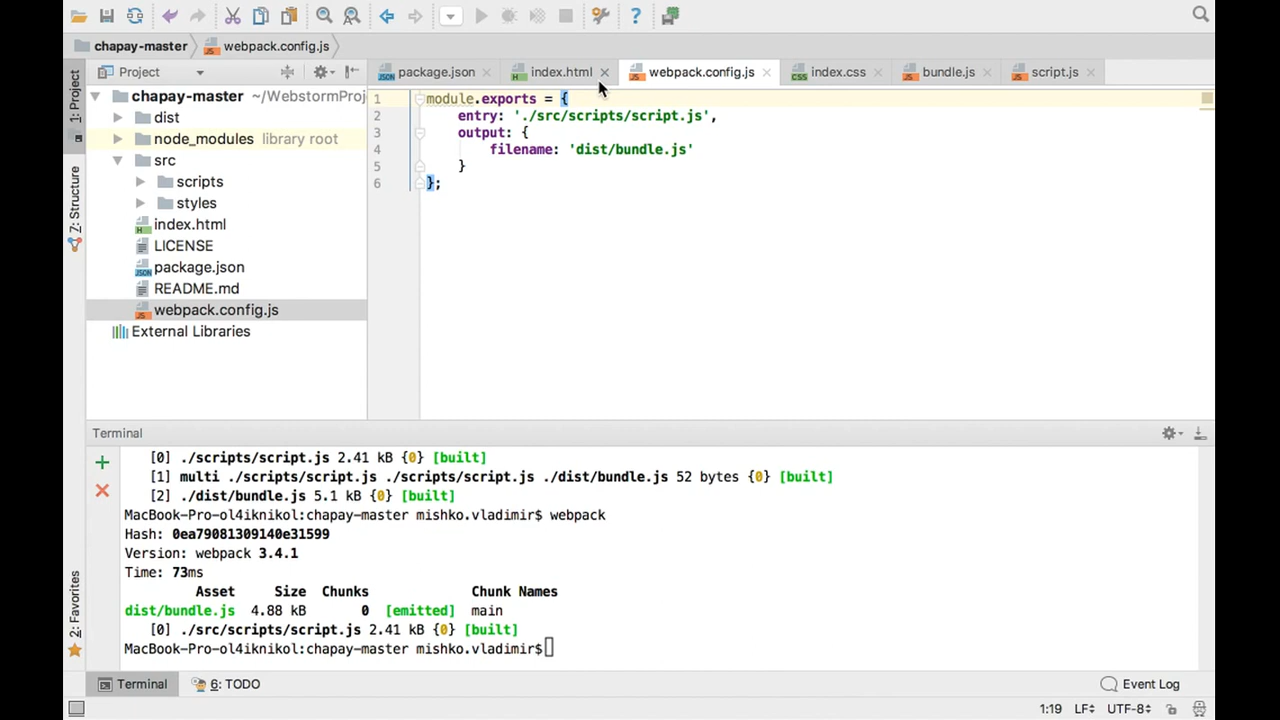 chapay-master webpack.config.js
Project
package.json index.html webpack.config.js index.css bundle.js script.js
1: Project
Z: Structure
2: Favorites
chapay-master ~/WebstormProj
dist
node_modules library root
src
scripts
styles
index.html
LICENSE
package.json
README.md
webpack.config.js
External Libraries
1 module.exports = {
2 entry: './src/scripts/script.js',
3 output: {
4 filename: 'dist/bundle.js'
5 }
6 };
Terminal
[0] ./scripts/script.js 2.41 kB {0} [built]
[1] multi ./scripts/script.js ./scripts/script.js ./dist/bundle.js 52 bytes {0} [built]
[2] ./dist/bundle.js 5.1 kB {0} [built]
MacBook-Pro-ol4iknikol:chapay-master mishko.vladimir$ webpack
Hash: 0ea79081309140e31599
Version: webpack 3.4.1
Time: 73ms
Asset Size Chunks Chunk Names
dist/bundle.js 4.88 kB 0 [emitted] main
[0] ./src/scripts/script.js 2.41 kB {0} [built]
MacBook-Pro-ol4iknikol:chapay-master mishko.vladimir$
Terminal 6: TODO Event Log
1:19 LF UTF-8